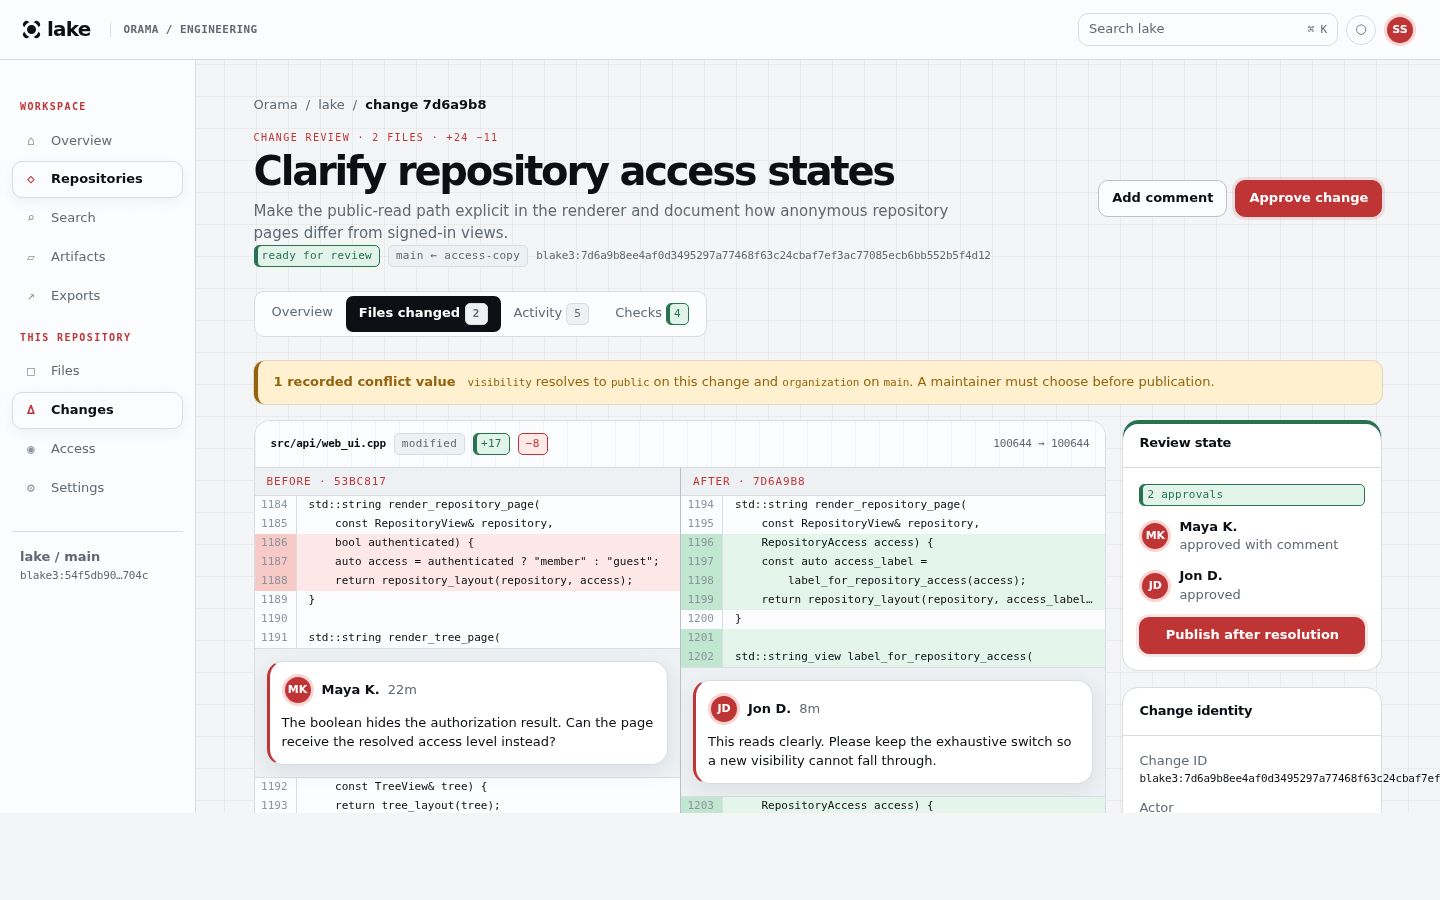 lake
ORAMA / ENGINEERING
Search lake
⌘ K
SS
WORKSPACE
Overview
Repositories
Search
Artifacts
Exports
THIS REPOSITORY
Files
Changes
Access
Settings
lake / main
blake3:54f5db90…704c
Orama / lake / change 7d6a9b8
CHANGE REVIEW · 2 FILES · +24 −11
Clarify repository access states
Make the public-read path explicit in the renderer and document how anonymous repository
pages differ from signed-in views.
ready for review
main ← access-copy
blake3:7d6a9b8ee4af0d3495297a77468f63c24cbaf7ef3ac77085ecb6bb552b5f4d12
Add comment
Approve change
Overview
Files changed 2
Activity 5
Checks 4
1 recorded conflict value visibility resolves to public on this change and organization on main. A maintainer must choose before publication.
src/api/web_ui.cpp modified +17 −8
100644 → 100644
BEFORE · 53BC817
1184 std::string render_repository_page(
1185 const RepositoryView& repository,
1186 bool authenticated) {
1187 auto access = authenticated ? "member" : "guest";
1188 return repository_layout(repository, access);
1189 }
1190
1191 std::string render_tree_page(
MK Maya K. 22m
The boolean hides the authorization result. Can the page
receive the resolved access level instead?
1192 const TreeView& tree) {
1193 return tree_layout(tree);
AFTER · 7D6A9B8
1194 std::string render_repository_page(
1195 const RepositoryView& repository,
1196 RepositoryAccess access) {
1197 const auto access_label =
1198 label_for_repository_access(access);
1199 return repository_layout(repository, access_label…
1200 }
1201
1202 std::string_view label_for_repository_access(
JD Jon D. 8m
This reads clearly. Please keep the exhaustive switch so
a new visibility cannot fall through.
1203 RepositoryAccess access) {
Review state
2 approvals
MK Maya K.
approved with comment
JD Jon D.
approved
Publish after resolution
Change identity
Change ID
blake3:7d6a9b8ee4af0d3495297a77468f63c24cbaf7ef
Actor